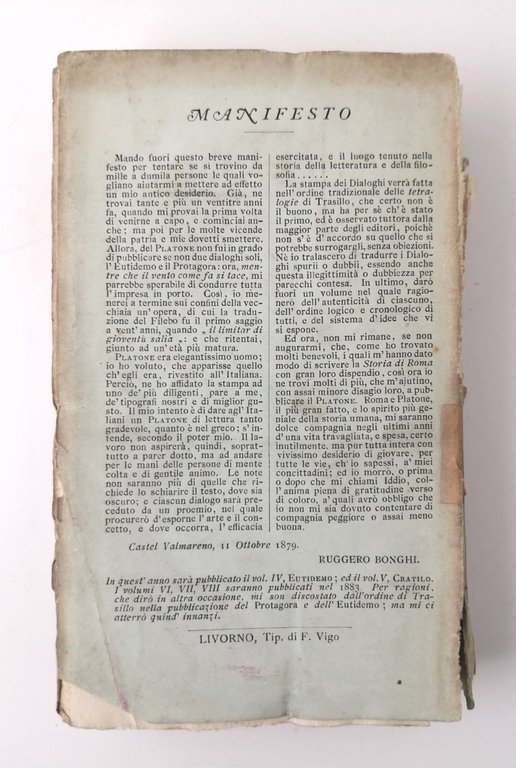 MANIFESTO
Mando fuori questo breve mani-
festo per tentare se si trovino da
mille a dumila persone le quali vo-
gliano aiutarmi a mettere ad effetto
un mio antico desiderio. Già, ne
trovai tante e più un ventitre anni
fa, quando mi provai la prima volta
di venirne a capo, e cominciai an-
che; ma poi per le molte vicende
della patria e mie dovetti smettere.
Allora, del PLATONE non fui in grado
di pubblicare se non due dialoghi soli,
l'Eutidemo e il Protagora: ora, men-
tre che il vento come fa si tace, mi
parrebbe sperabile di condurre tutta
l'impresa in porto. Così, io me-
nerei a termine sui confini della vec-
chiaia un'opera, di cui la tradu-
zione del Filebo fu il primo saggio
a vent'anni, quando „ il limitar di
gioventù salia „: e che ritentai,
giunto ad un'età più matura.
PLATONE era elegantissimo uomo;
io ho voluto, che apparisse quello
ch'egli era, rivestito all'Italiana.
Perciò, ne ho affidato la stampa ad
uno de' più diligenti, pare a me,
de' tipografi nostri e di miglior gu-
sto. Il mio intento è di dare agl'Ita-
liani un PLATONE di lettura tanto
gradevole, quanto è nel greco; s'in-
tende, secondo il poter mio. Il la-
voro non aspirerà, quindi, soprat-
tutto a parer dotto, ma ad andare
per le mani delle persone di mente
colta e di gentile animo. Le note
non saranno più di quelle che ri-
chiede lo schiarire il testo, dove sia
oscuro; e ciascun dialogo sarà pre-
ceduto da un proemio, nel quale
procurerò d'esporne l'arte e il con-
cetto, e dove occorra, l'efficacia
esercitata, e il luogo tenuto nella
storia della letteratura e della filo-
sofia......
La stampa dei Dialoghi verrà fatta
nell'ordine tradizionale delle tetra-
logie di Trasillo, che certo non è
il buono, ma ha per sè ch'è stato
il primo, ed è osservato tuttora dalla
maggior parte degli editori, poichè
non s'è d'accordo su quello che si
potrebbe surrogargli, senza obiezioni.
Nè io tralascerò di tradurre i Dialo-
ghi spurii o dubbii, essendo anche
questa illegittimità o dubbiezza per
parecchi contesa. In ultimo, darò
fuori un volume nel quale ragio-
nerò dell'autenticità di ciascuno,
dell'ordine logico e cronologico di
tutti, e del sistema d'idee che vi
si espone.
Ed ora, non mi rimane, se non
augurarmi, che, come ho trovato
molti benevoli, i quali m'hanno dato
modo di scrivere la Storia di Roma
con gran loro dispendio, così ora io
ne trovi molti di più, che m'ajutino,
con assai minore disagio loro, a pub-
blicare il PLATONE. Roma e Platone,
il più gran fatto, e lo spirito più ge-
niale della storia umana, mi saranno
dolce compagnia negli ultimi anni
d'una vita travagliata, e spesa, certo
inutilmente, ma pur tutta intera con
vivissimo desiderio di giovare, per
tutte le vie, ch'io sapessi, a' miei
concittadini; ed io morrò, o prima
o dopo che mi chiami Iddio, col-
l'anima piena di gratitudine verso
di coloro, a' quali avrò obbligo che
io non mi sia dovuto contentare di
compagnia peggiore o assai meno
buona.
Castel Valmareno, 11 Ottobre 1879.
RUGGERO BONGHI.
In quest' anno sarà pubblicato il vol. IV, EUTIDEMO; ed il vol. V, CRATILO.
I volumi VI, VII, VIII saranno pubblicati nel 1883. Per ragioni,
che dirò in altra occasione, mi son discostato dall'ordine di Tra-
sillo nella pubblicazione del Protagora e dell'Eutidemo; ma mi ci
atterrò quind' innanzi.
LIVORNO, Tip. di F. Vigo